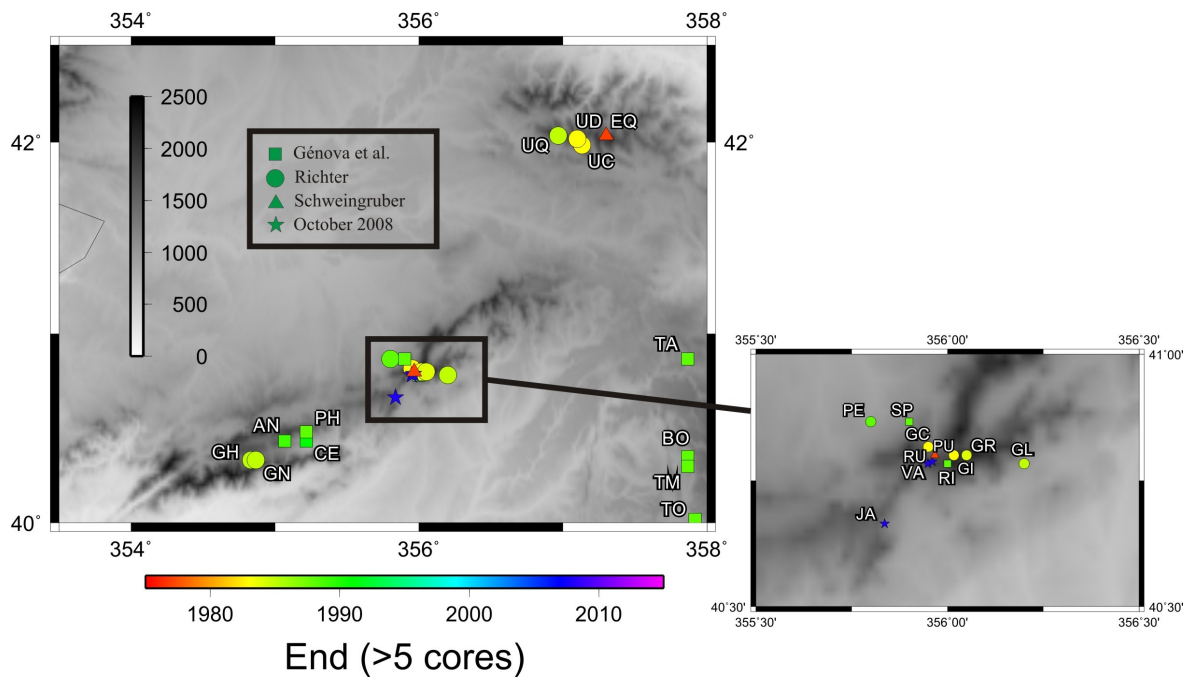 354 356
354 356 358
42˚
40˚
42˚
2500
2000
1500
1000
500
0
Génova et al.
Richter
Schweingruber
October 2008
UD EQ
UQ
UC
TA
AN PH
GH CE
GN
BO
TM
TO
354˚ 356˚ 358˚
1980 1990 2000 2010
End (>5 cores)
355˚30' 356˚00' 356˚30'
41˚00'
PE SP
GC
PU GR
RU GL
VA GI
RI
JA
40˚30' 40˚30'
355˚30' 356˚00' 356˚30'